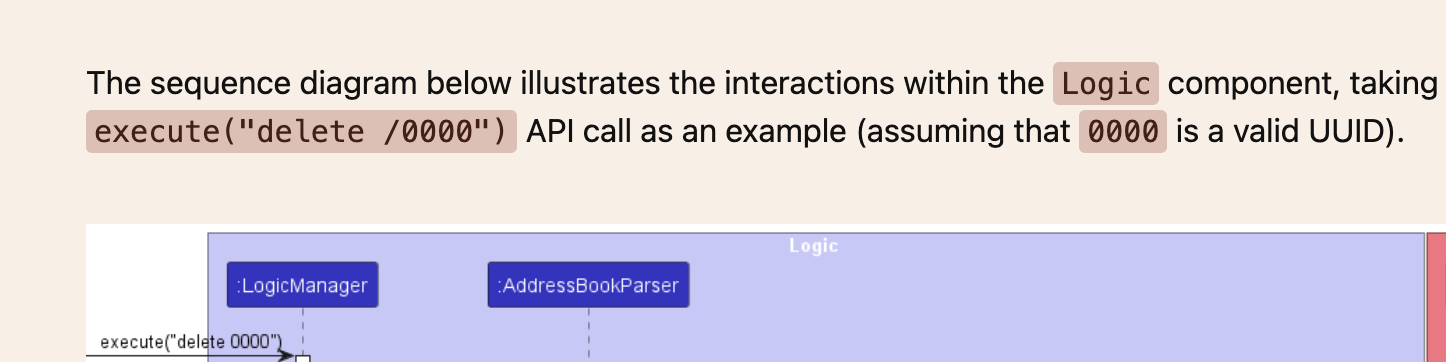 The sequence diagram below illustrates the interactions within the Logic component, taking
execute("delete /0000") API call as an example (assuming that 0000 is a valid UUID).
Logic
:LogicManager :AddressBookParser
execute("delete 0000")